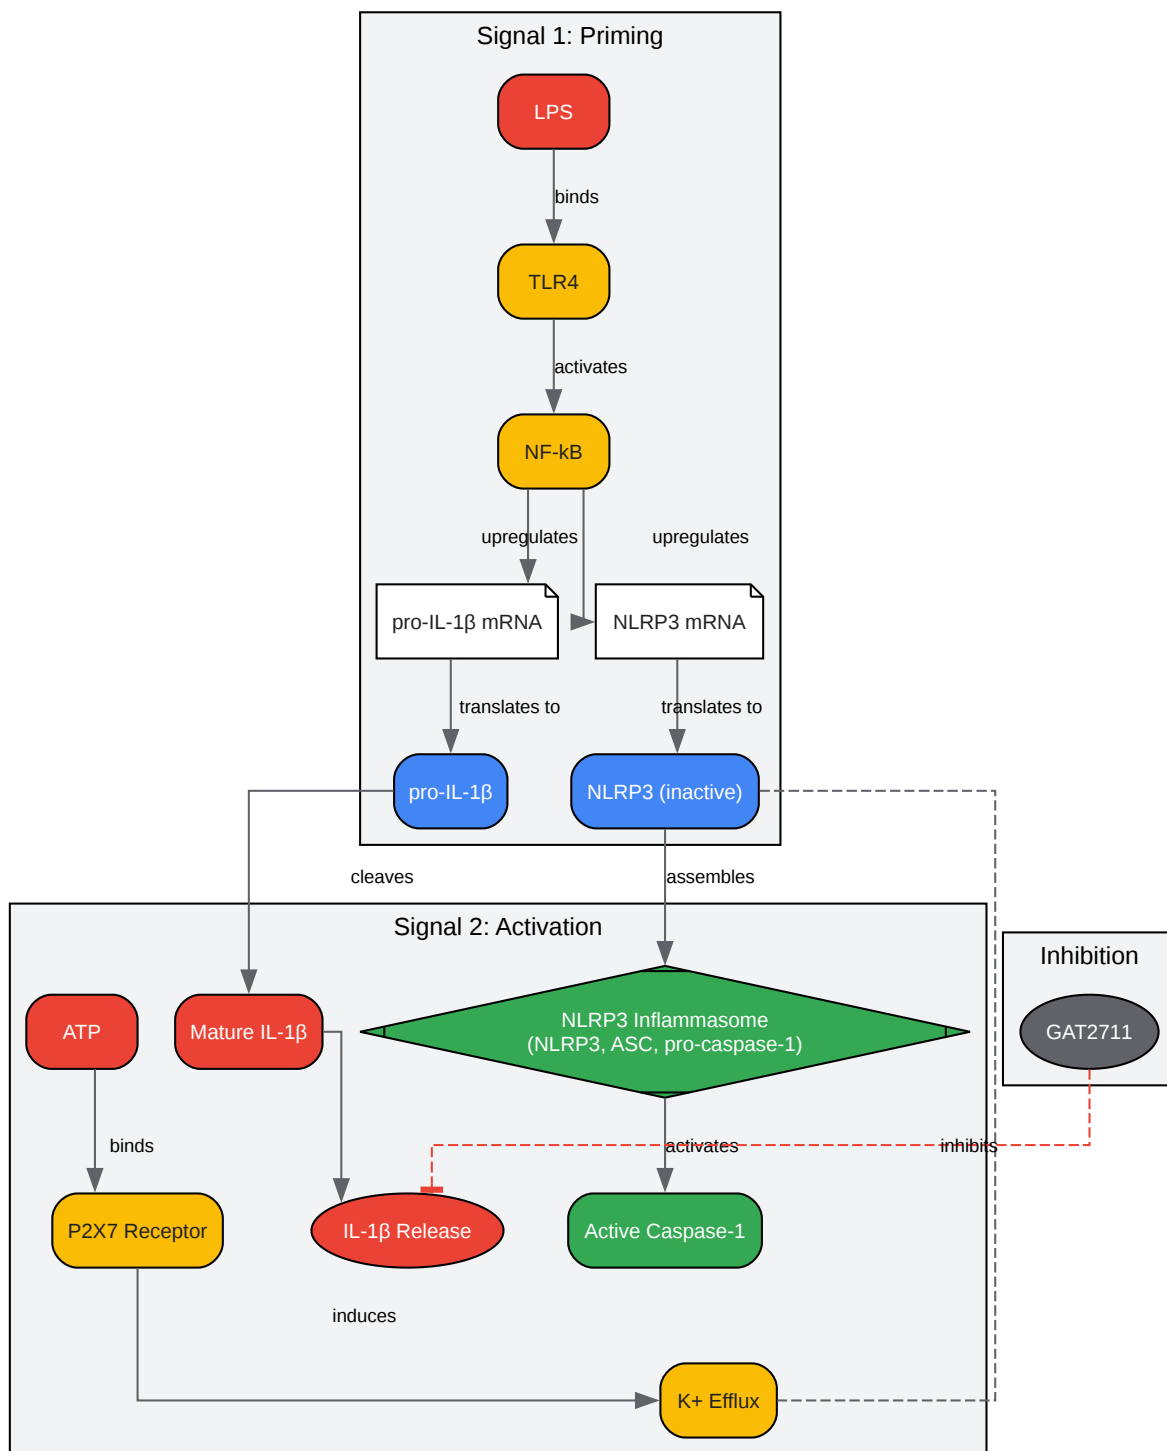 Signal 1: Priming
LPS
binds
TLR4
activates
NF-kB
upregulates
upregulates
pro-IL-1β mRNA
NLRP3 mRNA
translates to
translates to
pro-IL-1β
NLRP3 (inactive)
cleaves
assembles
Signal 2: Activation
Inhibition
ATP
Mature IL-1β
NLRP3 Inflammasome
(NLRP3, ASC, pro-caspase-1)
GAT2711
binds
activates
inhibits
P2X7 Receptor
IL-1β Release
Active Caspase-1
induces
K+ Efflux